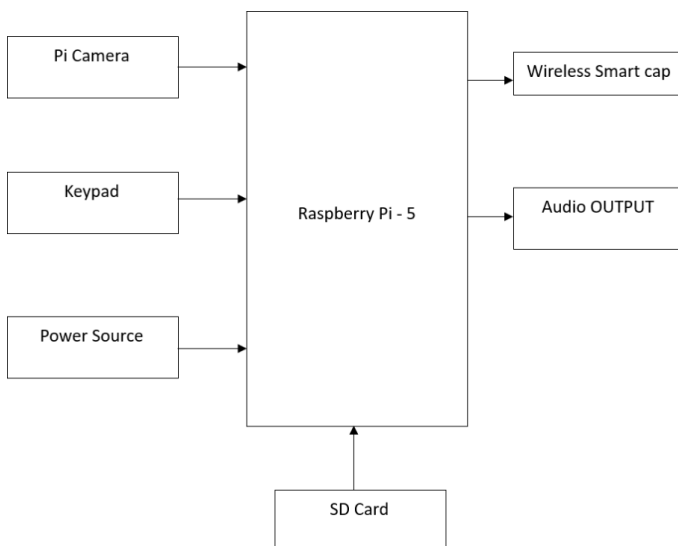 Pi Camera
Wireless Smart cap
Keypad
Raspberry Pi - 5
Audio OUTPUT
Power Source
SD Card